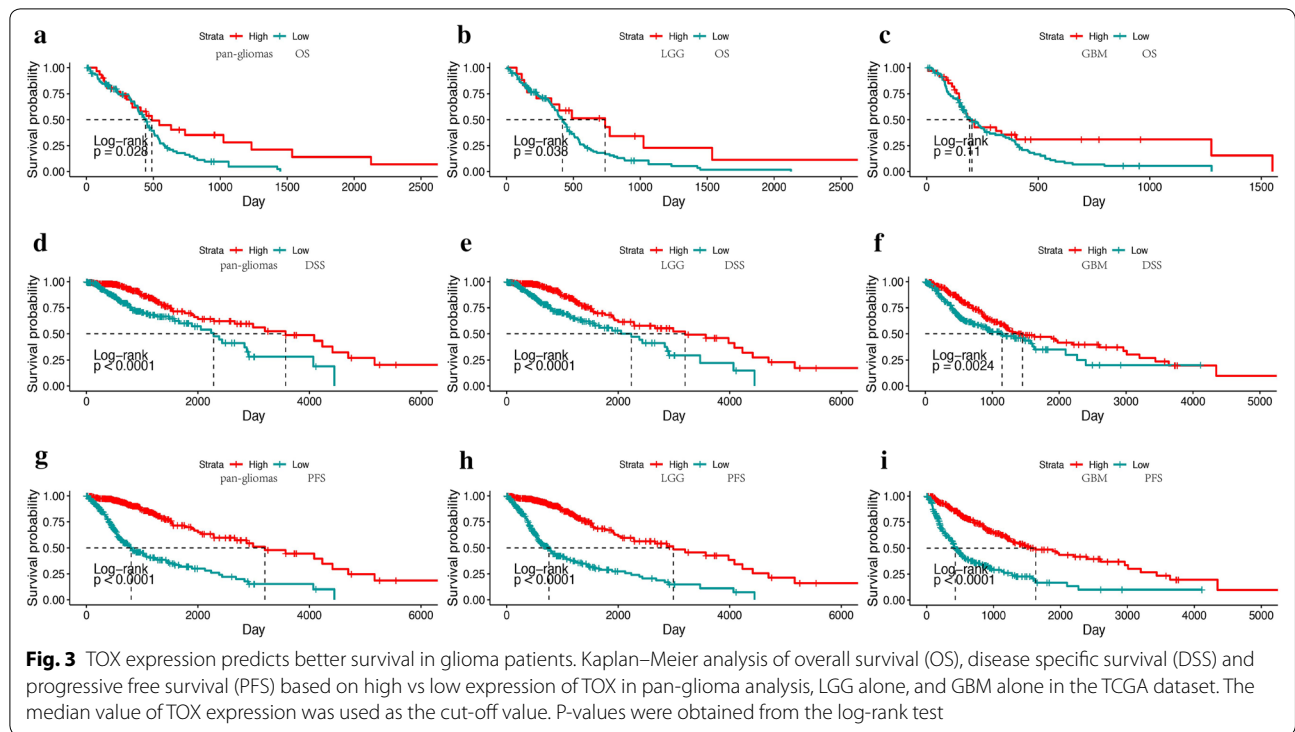 a
Strata High Low
pan-gliomas OS
Survival probability
1.00
0.75
0.50
0.25
0.00
Log-rank
p = 0.028
0 500 1000 1500 2000 2500
Day
b
Strata High Low
LGG OS
Survival probability
1.00
0.75
0.50
0.25
0.00
Log-rank
p = 0.038
0 500 1000 1500 2000 2500
Day
c
Strata High Low
GBM OS
Survival probability
1.00
0.75
0.50
0.25
0.00
Log-rank
p = 0.11
0 500 1000 1500
Day
d
Strata High Low
pan-gliomas DSS
Survival probability
1.00
0.75
0.50
0.25
0.00
Log-rank
p < 0.0001
0 2000 4000 6000
Day
e
Strata High Low
LGG DSS
Survival probability
1.00
0.75
0.50
0.25
0.00
Log-rank
p < 0.0001
0 2000 4000 6000
Day
f
Strata High Low
GBM DSS
Survival probability
1.00
0.75
0.50
0.25
0.00
Log-rank
p = 0.0024
0 1000 2000 3000 4000 5000
Day
g
Strata High Low
pan-gliomas PFS
Survival probability
1.00
0.75
0.50
0.25
0.00
Log-rank
p < 0.0001
0 2000 4000 6000
Day
h
Strata High Low
LGG PFS
Survival probability
1.00
0.75
0.50
0.25
0.00
Log-rank
p < 0.0001
0 2000 4000 6000
Day
i
Strata High Low
GBM PFS
Survival probability
1.00
0.75
0.50
0.25
0.00
Log-rank
p < 0.0001
0 1000 2000 3000 4000 5000
Day
Fig. 3 TOX expression predicts better survival in glioma patients. Kaplan–Meier analysis of overall survival (OS), disease specific survival (DSS) and
progressive free survival (PFS) based on high vs low expression of TOX in pan-glioma analysis, LGG alone, and GBM alone in the TCGA dataset. The
median value of TOX expression was used as the cut-off value. P-values were obtained from the log-rank test